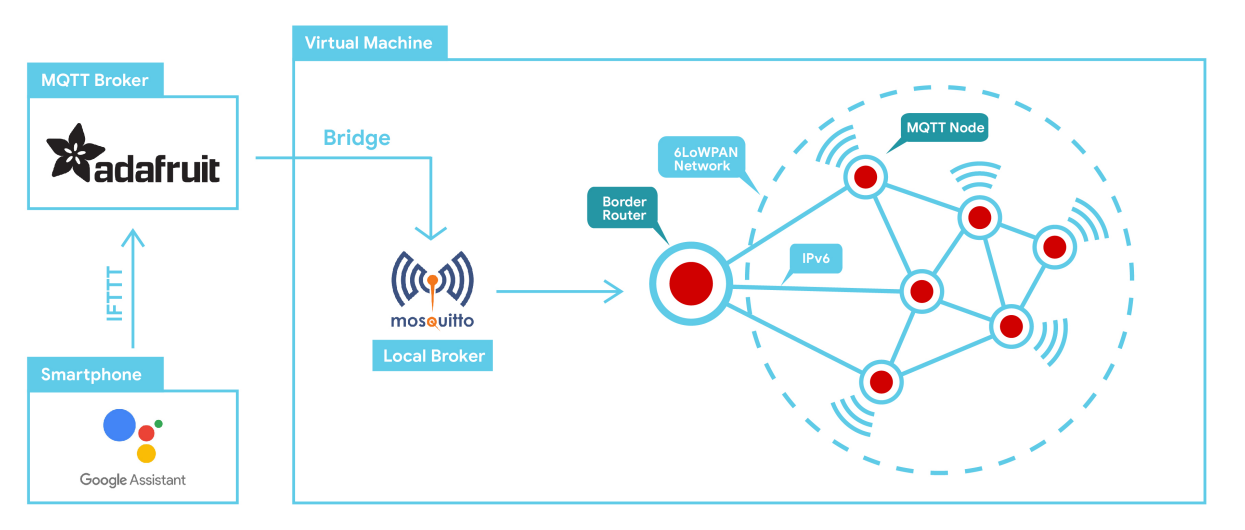 Virtual Machine
MQTT Broker
adafruit
Bridge
IFTTT
Smartphone
Google Assistant
mosquitto
Local Broker
Border
Router
6LoWPAN
Network
IPv6
MQTT Node